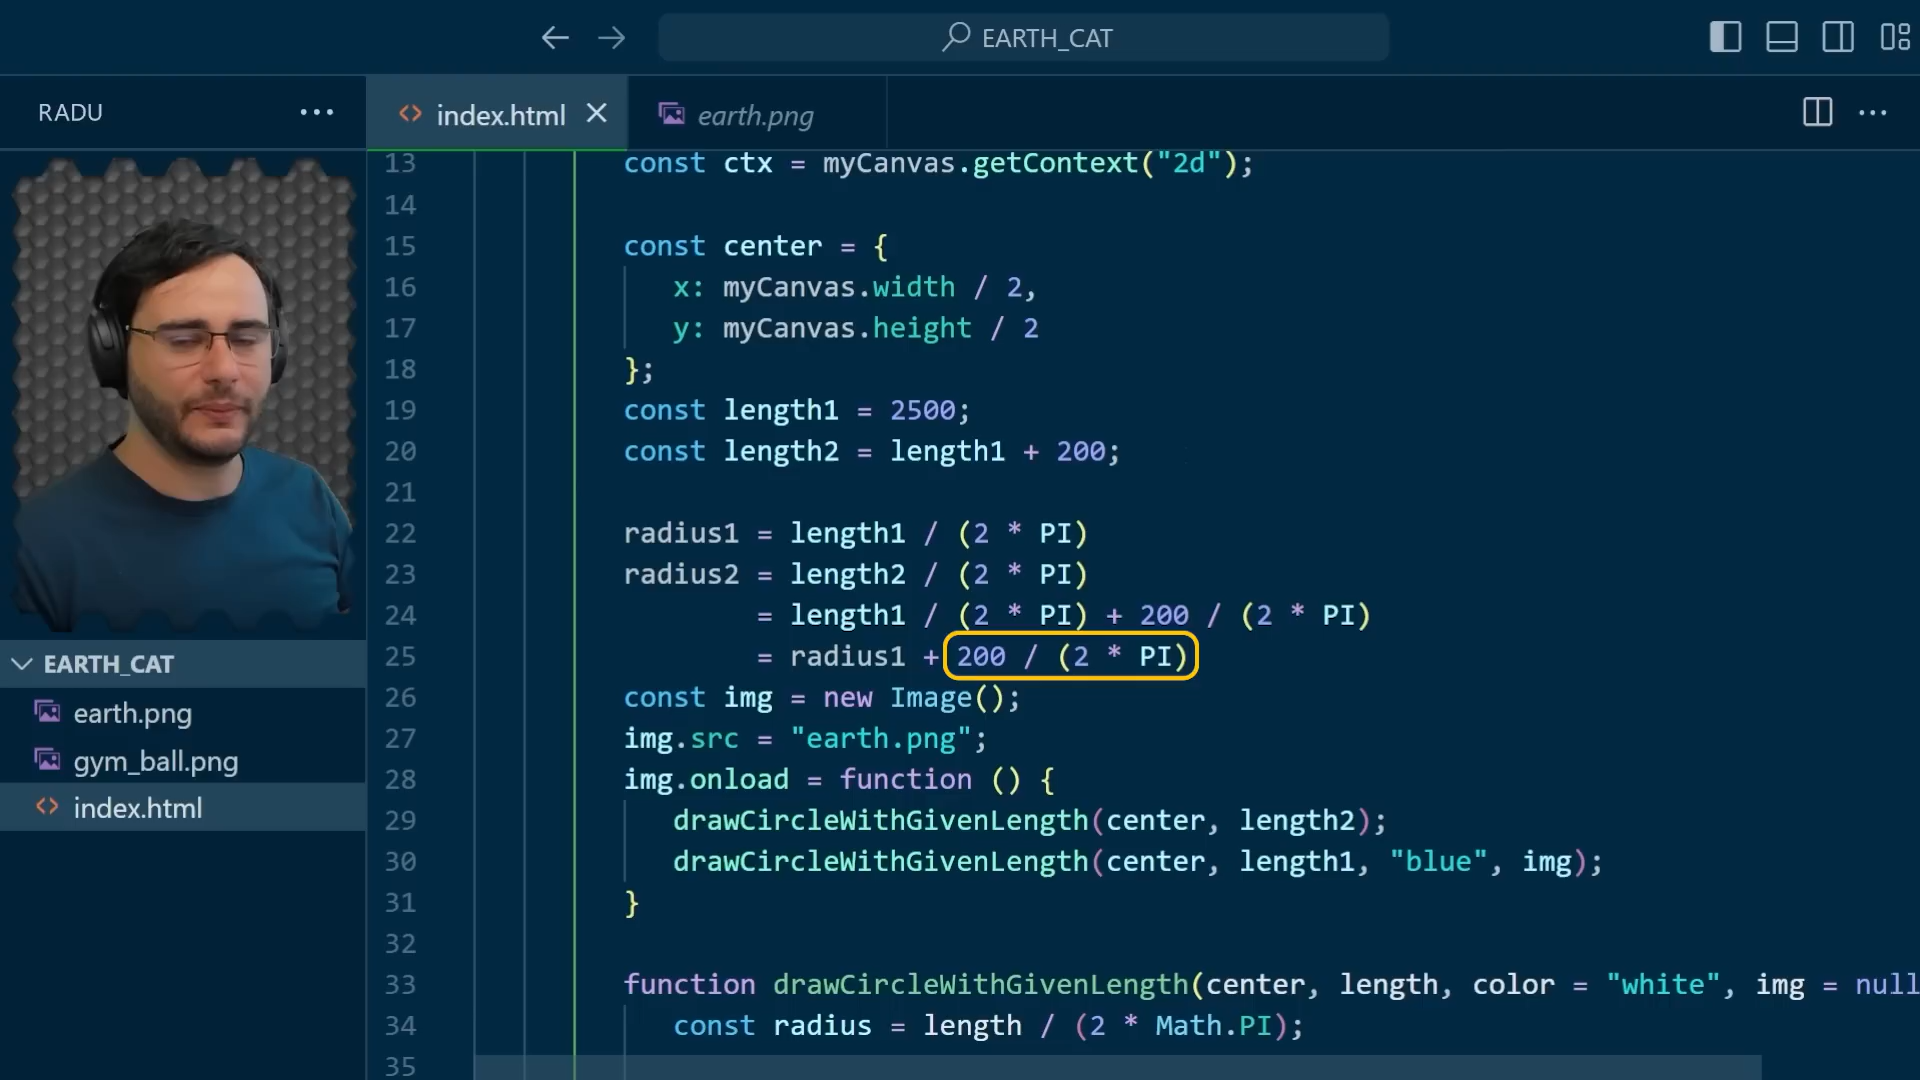 EARTH_CAT
RADU
index.html
earth.png
13 const ctx = myCanvas.getContext("2d");
14
15 const center = {
16 x: myCanvas.width / 2,
17 y: myCanvas.height / 2
18 };
19 const length1 = 2500;
20 const length2 = length1 + 200;
21
22 radius1 = length1 / (2 * PI)
23 radius2 = length2 / (2 * PI)
24 = length1 / (2 * PI) + 200 / (2 * PI)
25 = radius1 + 200 / (2 * PI)
26 const img = new Image();
27 img.src = "earth.png";
28 img.onload = function () {
29 drawCircleWithGivenLength(center, length2);
30 drawCircleWithGivenLength(center, length1, "blue", img);
31 }
32
33 function drawCircleWithGivenLength(center, length, color = "white", img = null
34 const radius = length / (2 * Math.PI);
35
EARTH_CAT
earth.png
gym_ball.png
index.html